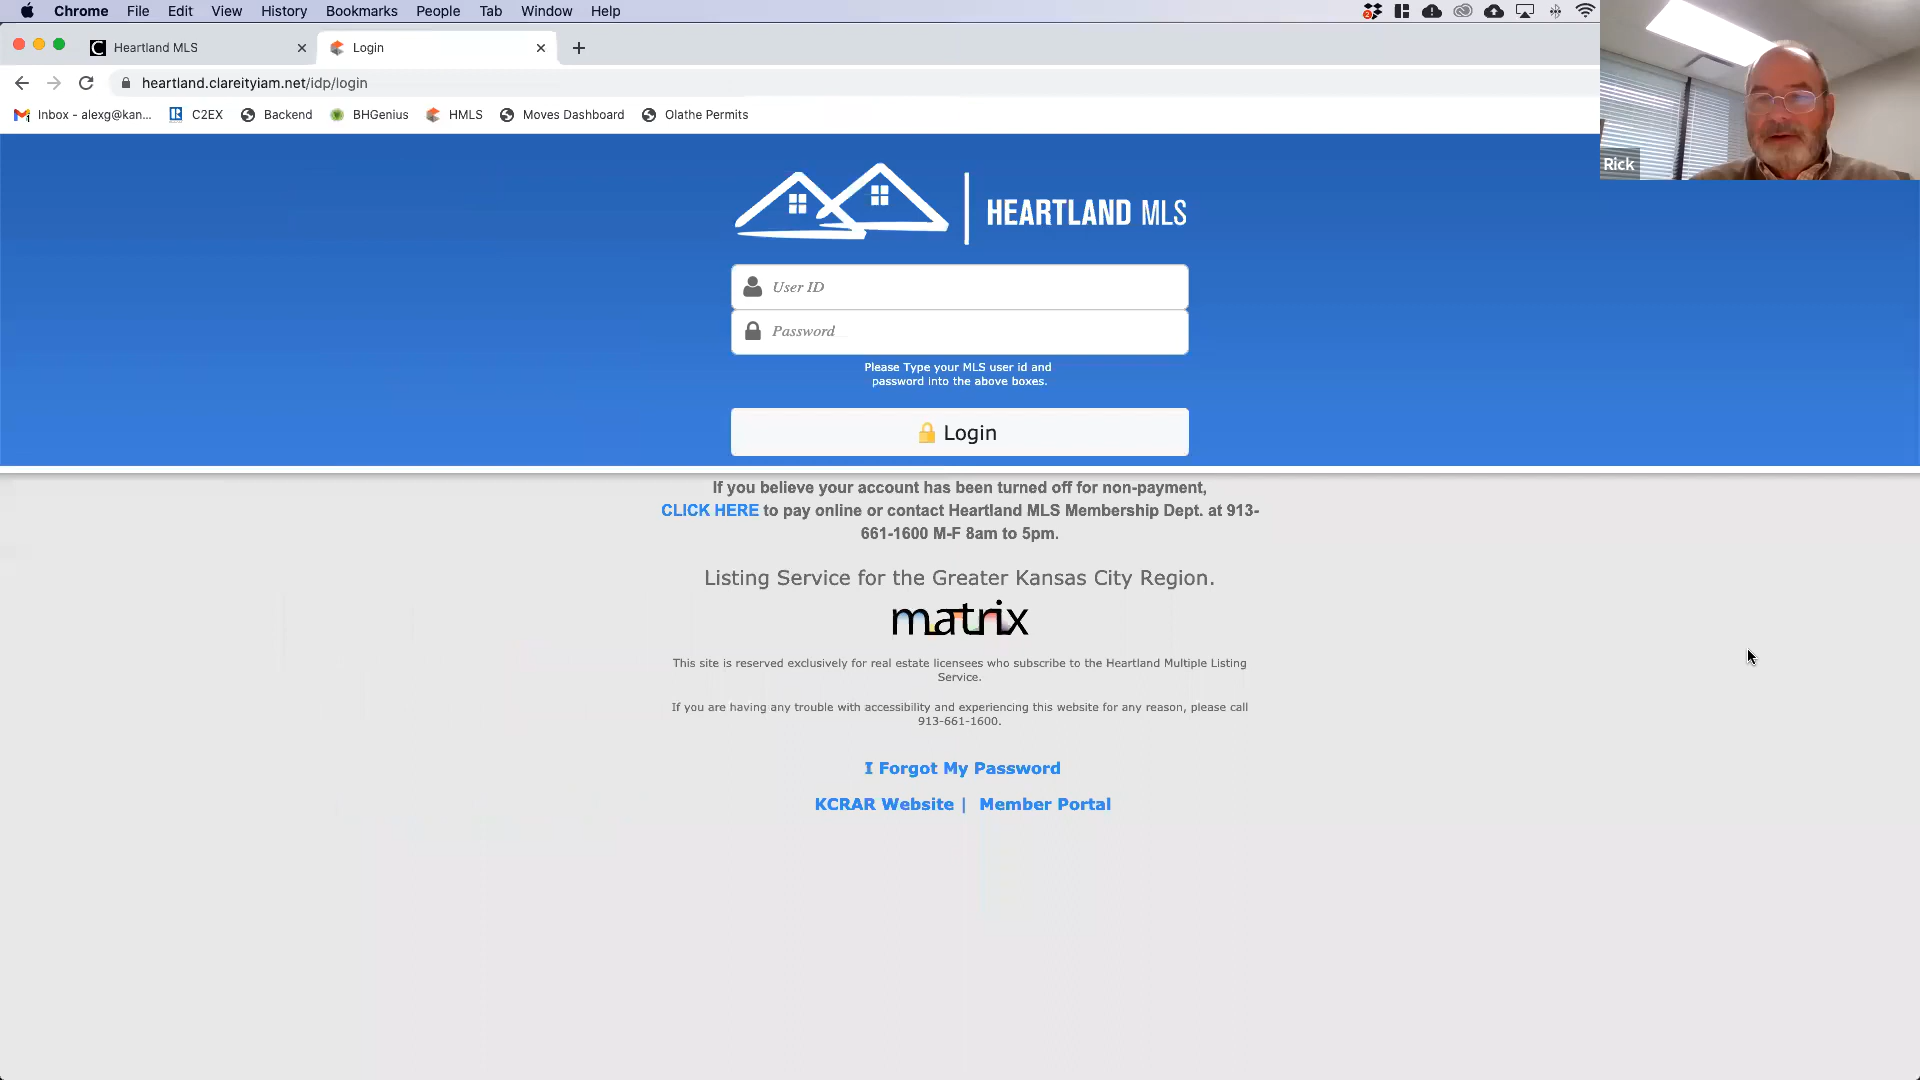 Chrome File Edit View History Bookmarks People Tab Window Help
Heartland MLS
Login
heartland.clareityiam.net/idp/login
Inbox - alexg@kan... C2EX Backend BHGenius HMLS Moves Dashboard Olathe Permits
Rick
HEARTLAND MLS
User ID
Password
Please Type your MLS user id and
password into the above boxes.
Login
If you believe your account has been turned off for non-payment,
CLICK HERE to pay online or contact Heartland MLS Membership Dept. at 913-
661-1600 M-F 8am to 5pm.
Listing Service for the Greater Kansas City Region.
matrix
This site is reserved exclusively for real estate licensees who subscribe to the Heartland Multiple Listing
Service.
If you are having any trouble with accessibility and experiencing this website for any reason, please call
913-661-1600.
I Forgot My Password
KCRAR Website | Member Portal